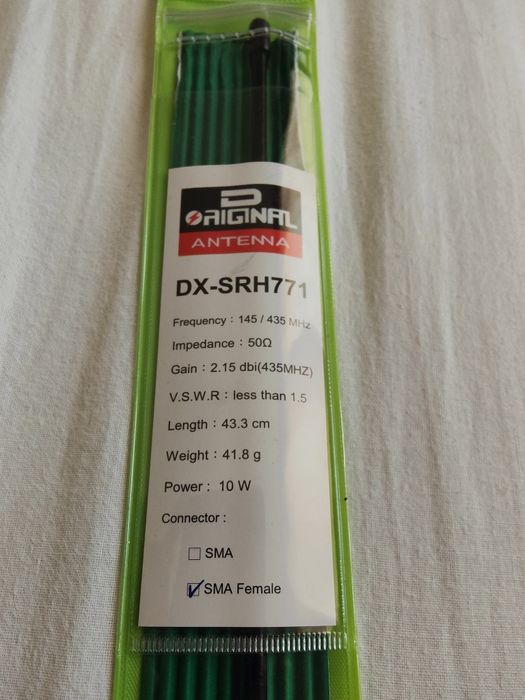 D
ORIGINAL
ANTENNA
DX-SRH771
Frequency : 145 / 435 MHz
Impedance : 50Ω
Gain : 2.15 dbi(435MHZ)
V.S.W.R : less than 1.5
Length : 43.3 cm
Weight : 41.8 g
Power : 10 W
Connector :
SMA
SMA Female